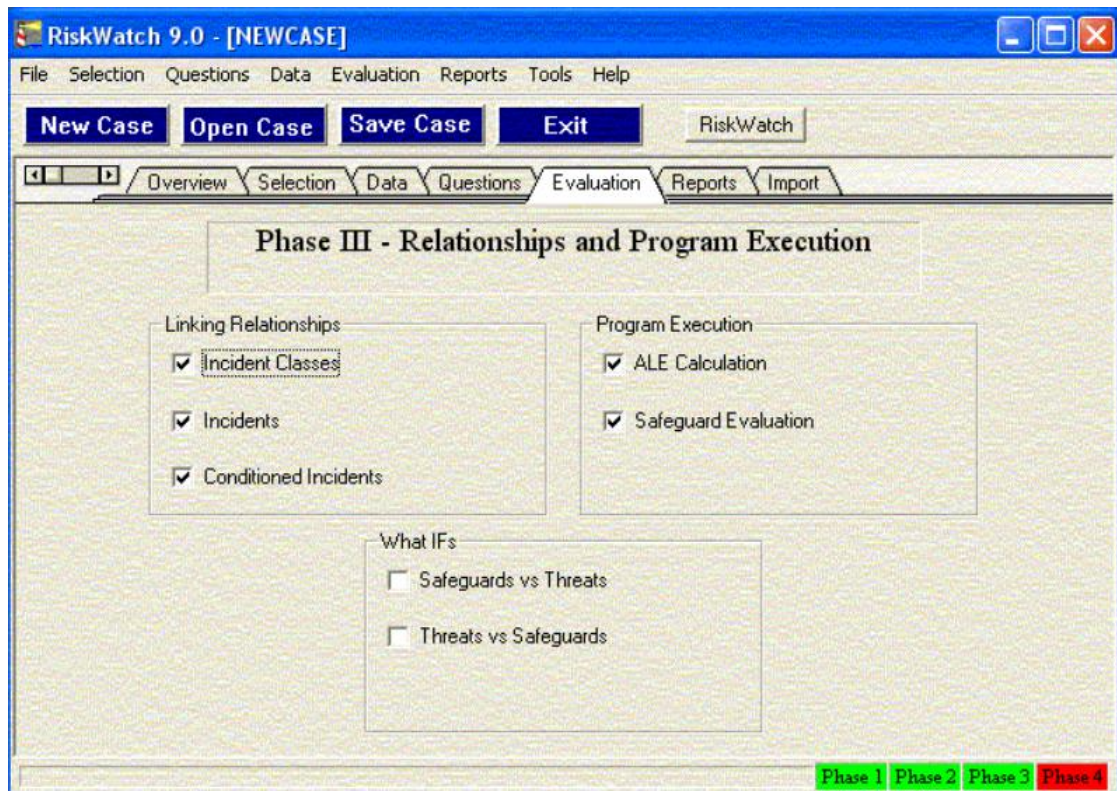 RiskWatch 9.0 - [NEWCASE]
File Selection Questions Data Evaluation Reports Tools Help
New Case Open Case Save Case Exit RiskWatch
Overview Selection Data Questions Evaluation Reports Import
Phase III - Relationships and Program Execution
Linking Relationships
Incident Classes
Incidents
Conditioned Incidents
Program Execution
ALE Calculation
Safeguard Evaluation
What IFs
Safeguards vs Threats
Threats vs Safeguards
Phase 1 Phase 2 Phase 3 Phase 4